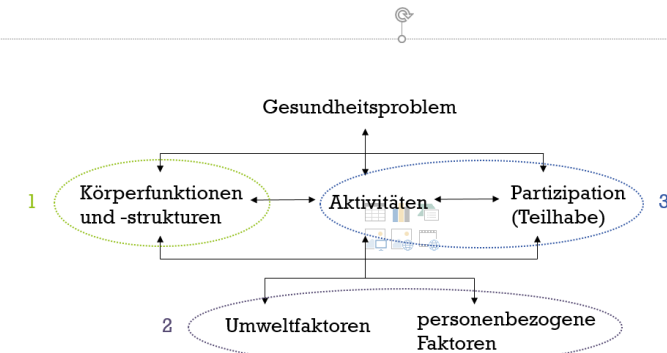 Gesundheitsproblem
1
Körperfunktionen
und -strukturen
Aktivitäten
Partizipation
(Teilhabe)
3
2
Umweltfaktoren
personenbezogene
Faktoren